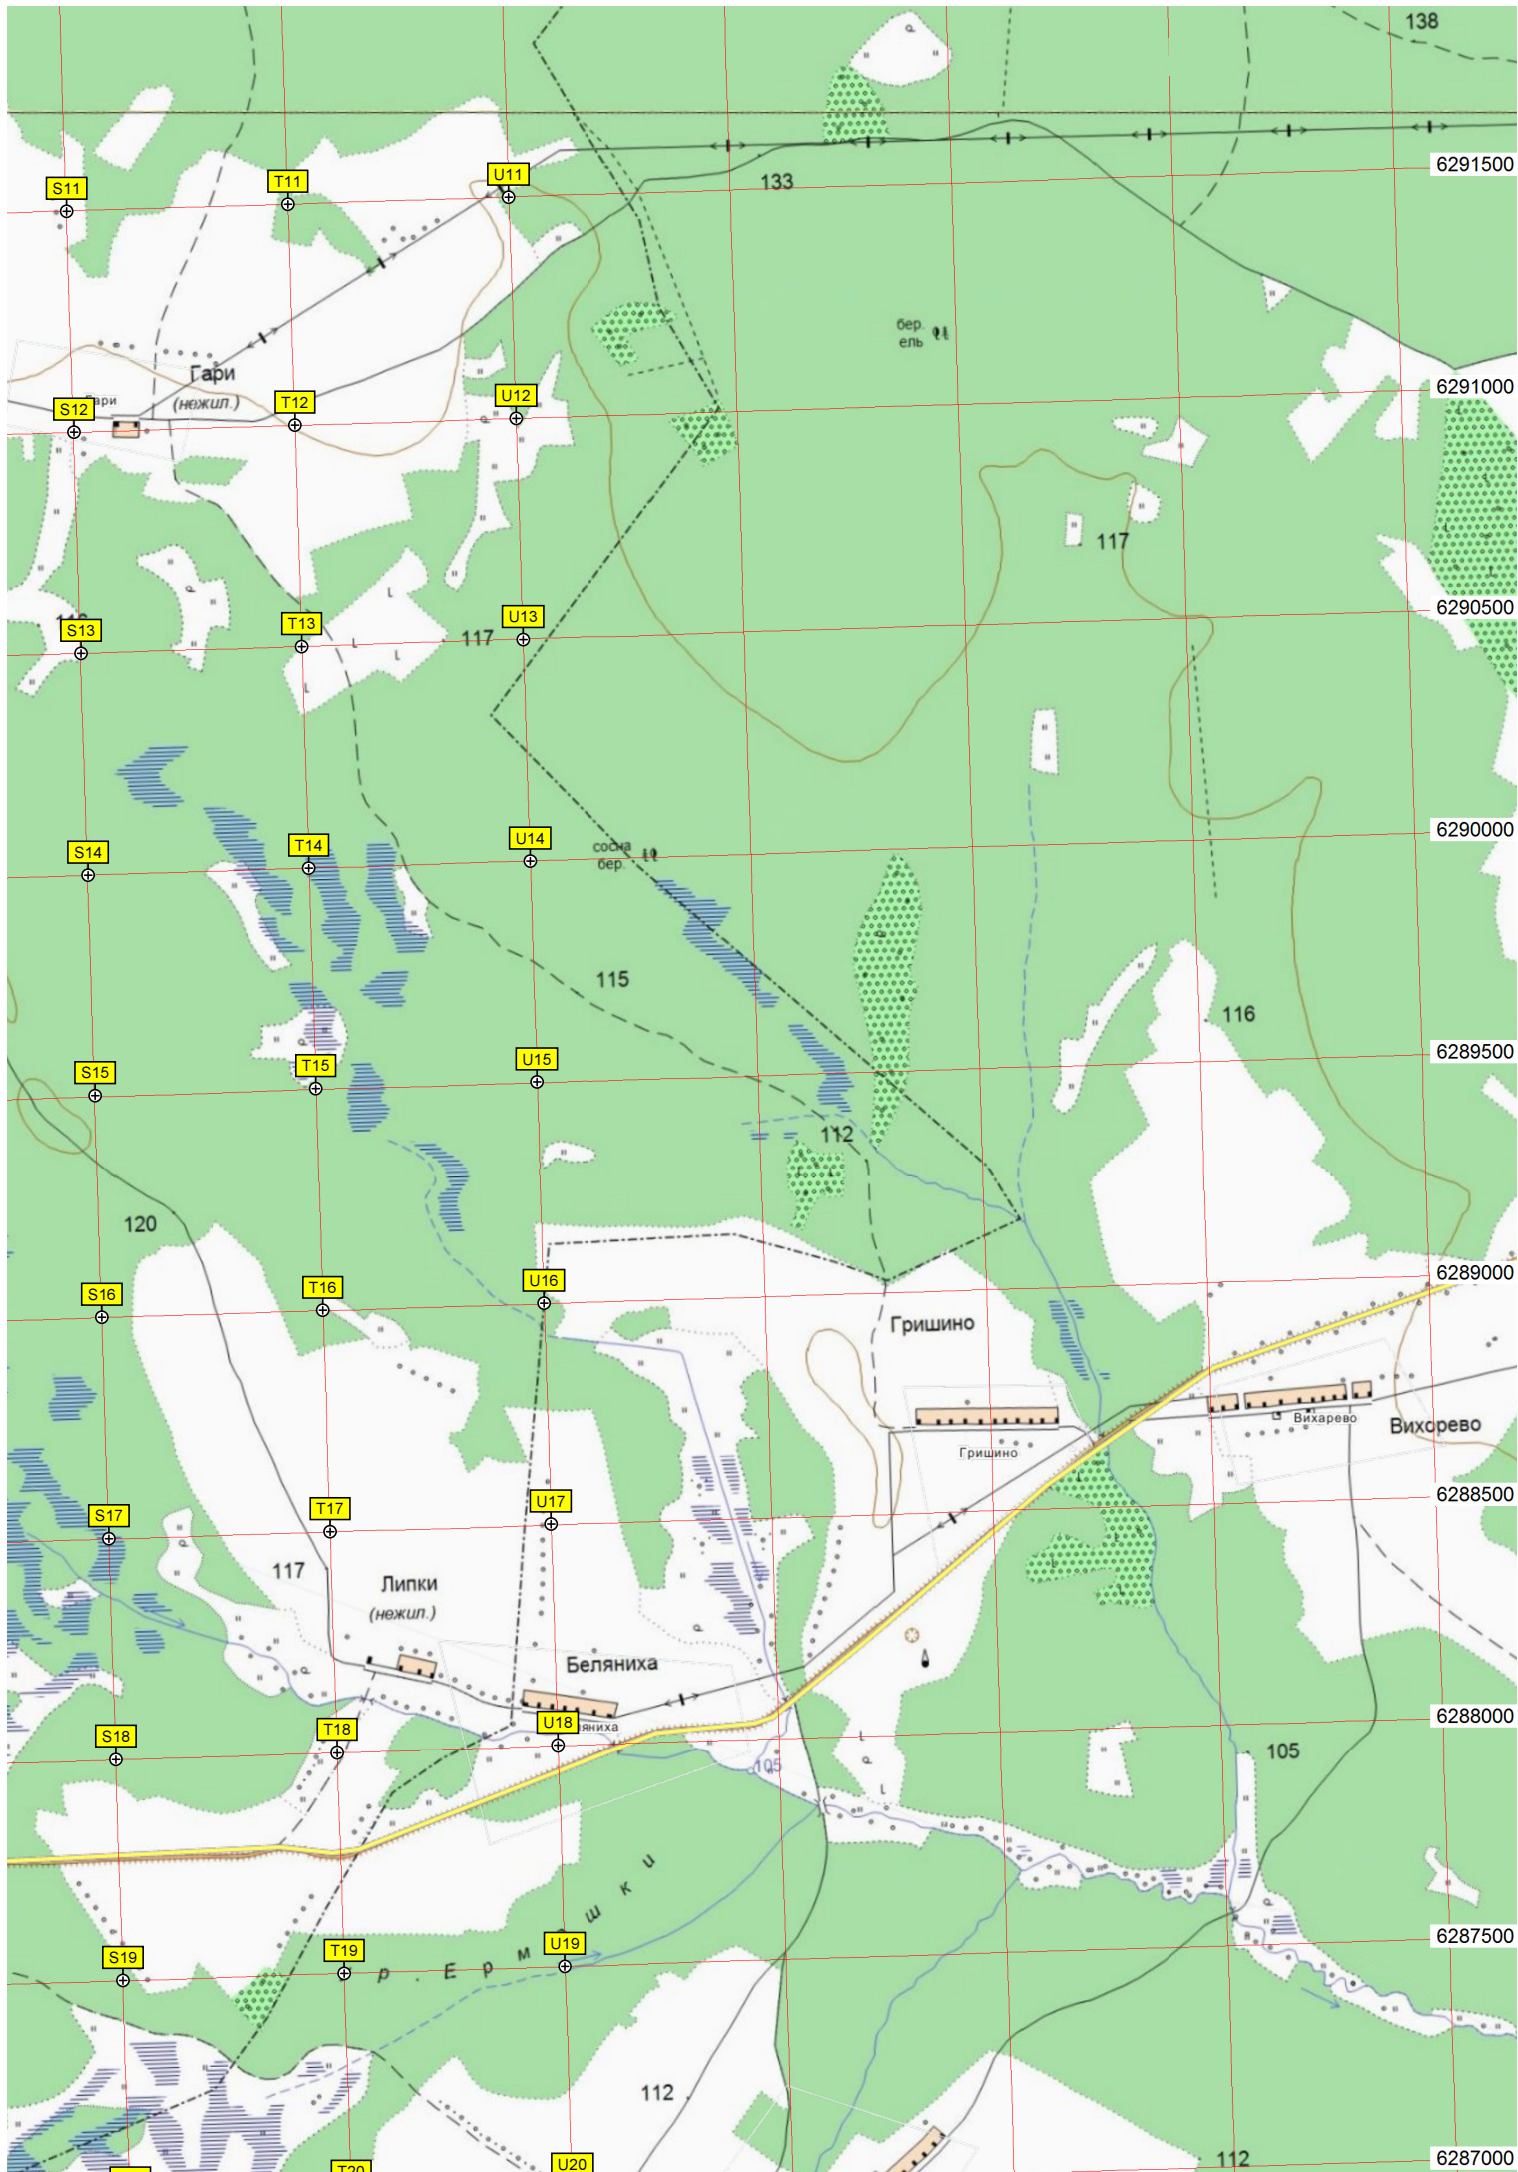 138
6291500
133
U11
T11
S11
бер.
ель
Гари
(нежил.)
6291000
U12
T12
S12
117
6290500
U13
T13
117
S13
6290000
U14
T14
S14
сосна
бер.
115
116
6289500
U15
T15
S15
112
120
6289000
U16
T16
S16
Гришино
Гришино
Вихарево
Вихорево
6288500
U17
T17
S17
117
Липки
(нежил.)
Беляниха
6288000
U18
T18
S18
105
105
6287500
U19
T19
S19
112
112
6287000
U20
T20